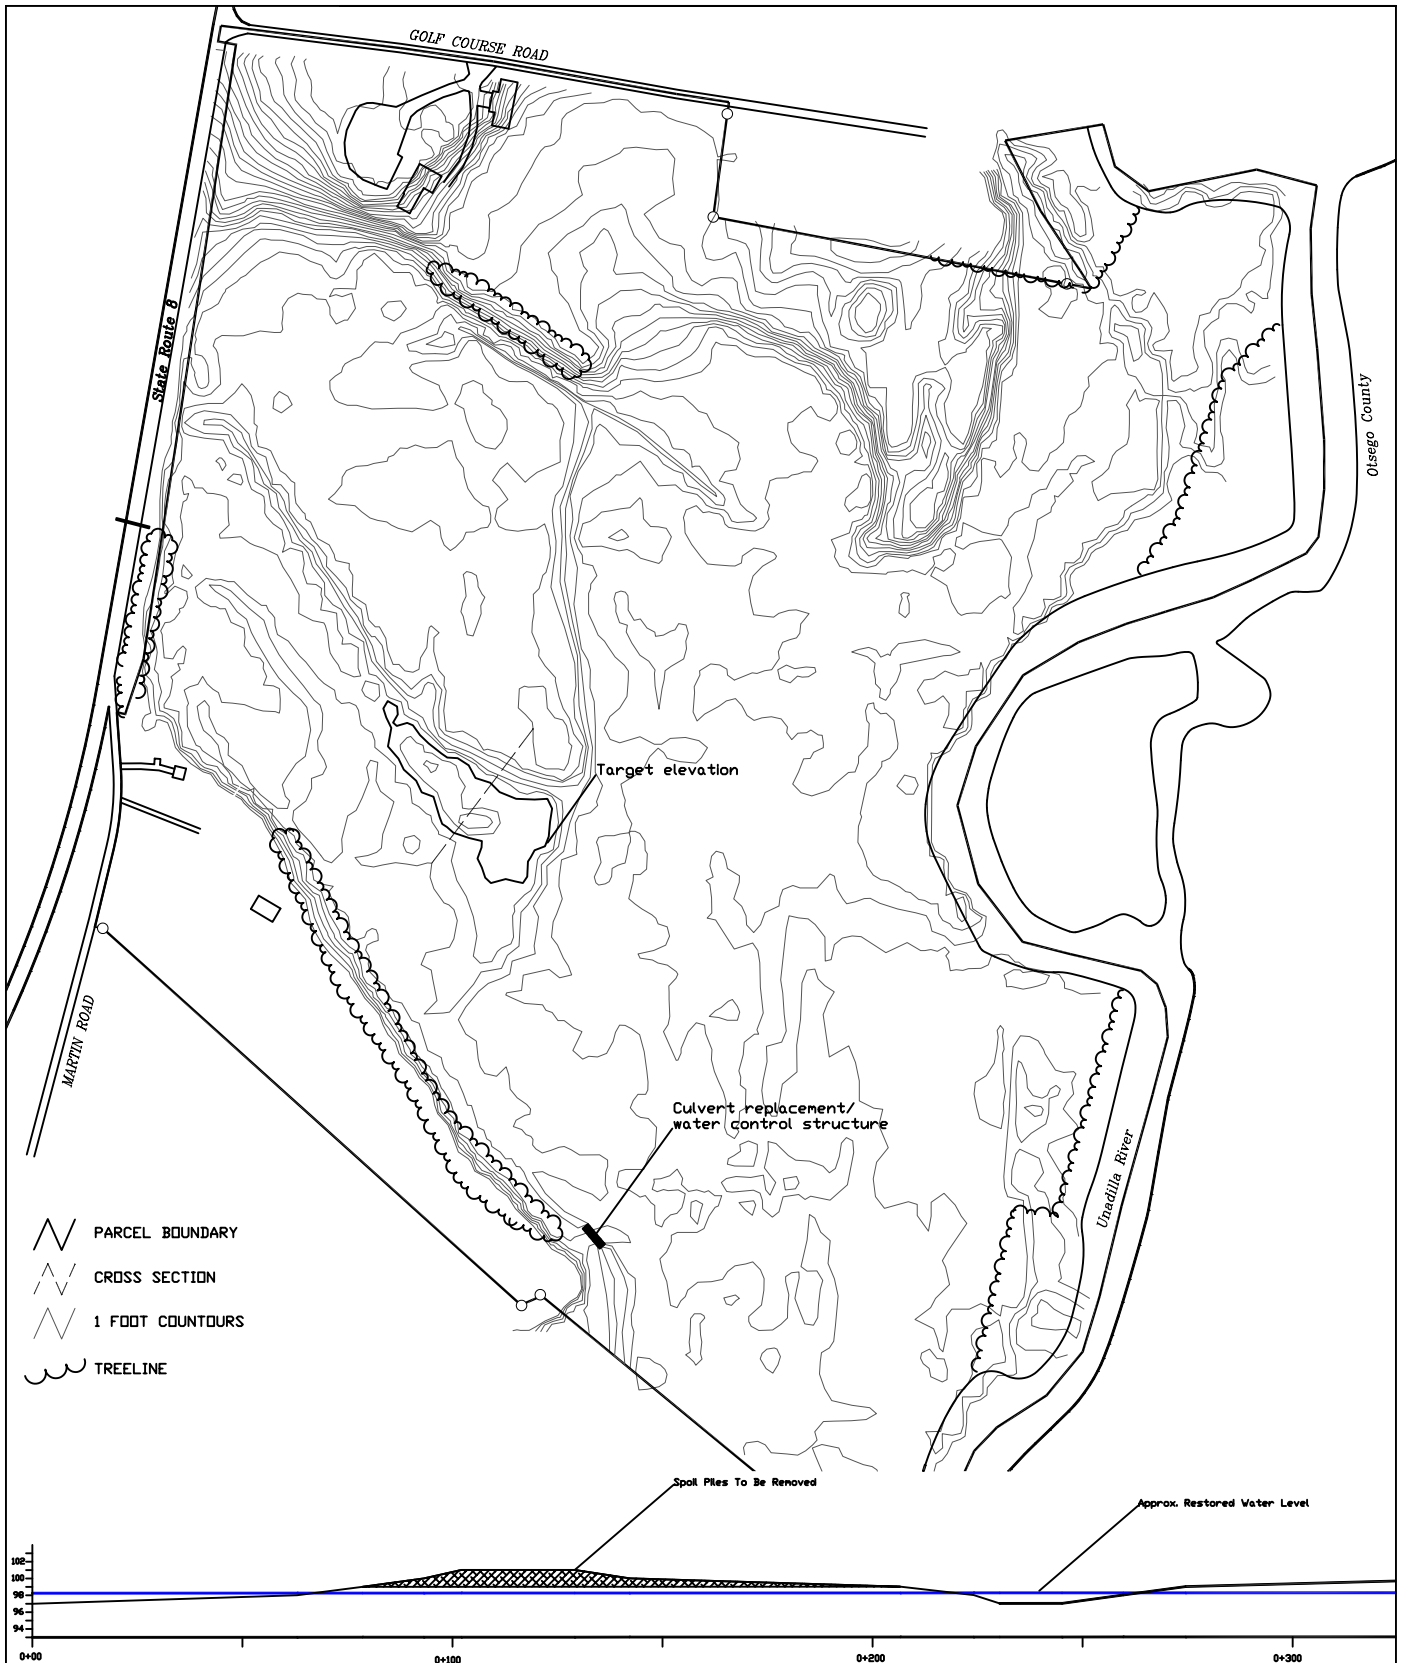 GOLF COURSE ROAD
State Route 8
Otsego County
Target elevation
MARTIN ROAD
Culvert replacement/
water control structure
Unadilla River
PARCEL BOUNDARY
CROSS SECTION
1 FOOT COUNTOURS
TREELINE
Spoil Piles To Be Removed
Approx. Restored Water Level
102
100
98
96
94
0+00
0+100
0+200
0+300